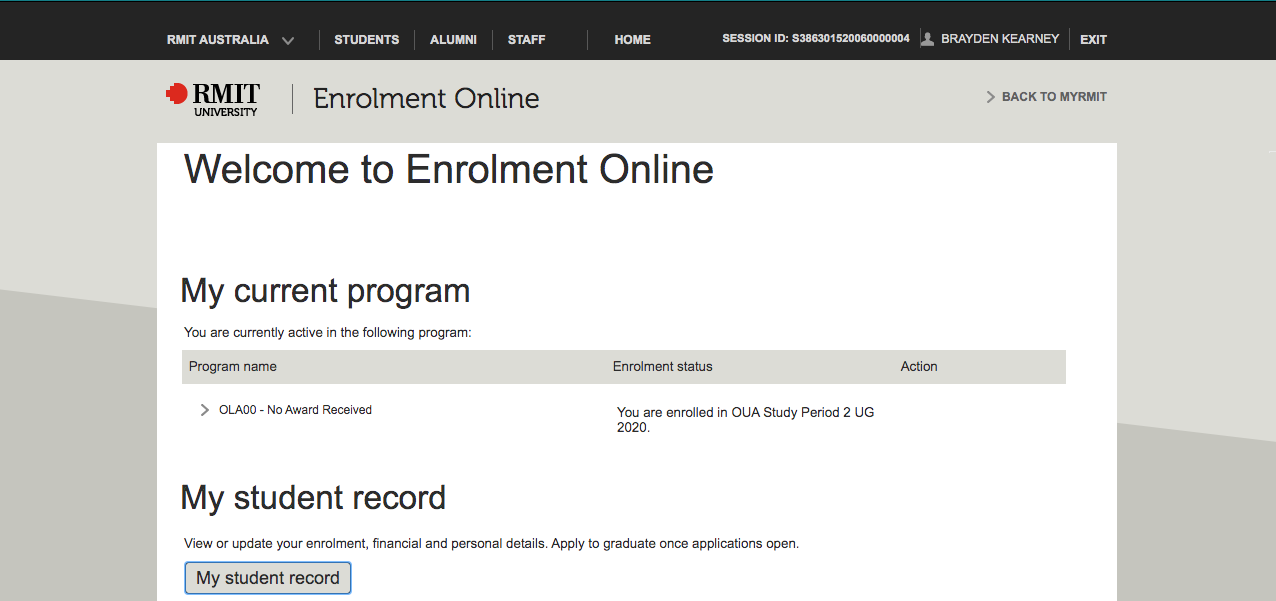 RMIT AUSTRALIA STUDENTS ALUMNI STAFF HOME SESSION ID: S386301520060000004 BRAYDEN KEARNEY EXIT
RMIT
UNIVERSITY
Enrolment Online
BACK TO MYRMIT
Welcome to Enrolment Online
My current program
You are currently active in the following program:
Program name Enrolment status Action
OLA00 - No Award Received
You are enrolled in OUA Study Period 2 UG
2020.
My student record
View or update your enrolment, financial and personal details. Apply to graduate once applications open.
My student record